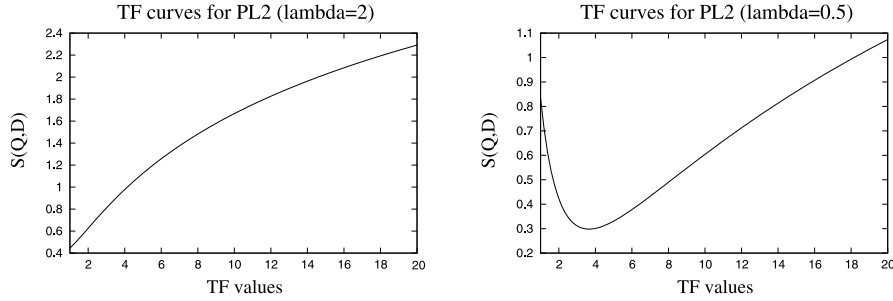 TF curves for PL2 (lambda=2)
2.4
2.2
2
1.8
1.6
1.4
1.2
1
0.8
0.6
0.4
S(Q,D)
2 4 6 8 10 12 14 16 18 20
TF values
TF curves for PL2 (lambda=0.5)
1.1
1
0.9
0.8
0.7
0.6
0.5
0.4
0.3
0.2
S(Q,D)
2 4 6 8 10 12 14 16 18 20
TF values